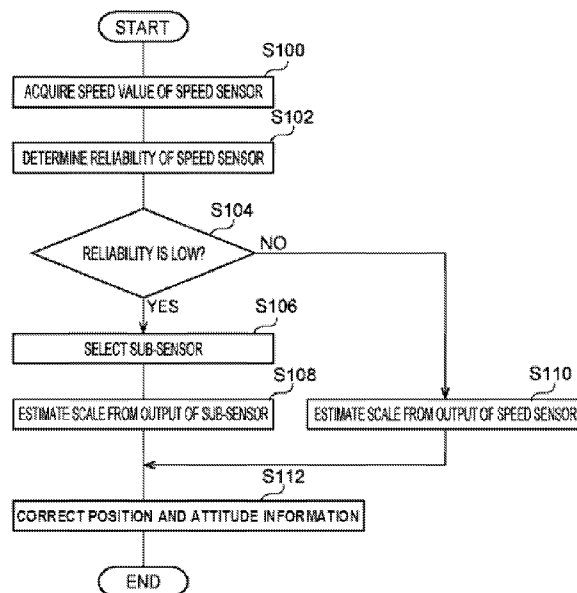 START
S100
ACQUIRE SPEED VALUE OF SPEED SENSOR
S102
DETERMINE RELIABILITY OF SPEED SENSOR
S104
RELIABILITY IS LOW?
NO
YES
S106
SELECT SUB-SENSOR
S108
ESTIMATE SCALE FROM OUTPUT OF SUB-SENSOR
S110
ESTIMATE SCALE FROM OUTPUT OF SPEED SENSOR
S112
CORRECT POSITION AND ATTITUDE INFORMATION
END